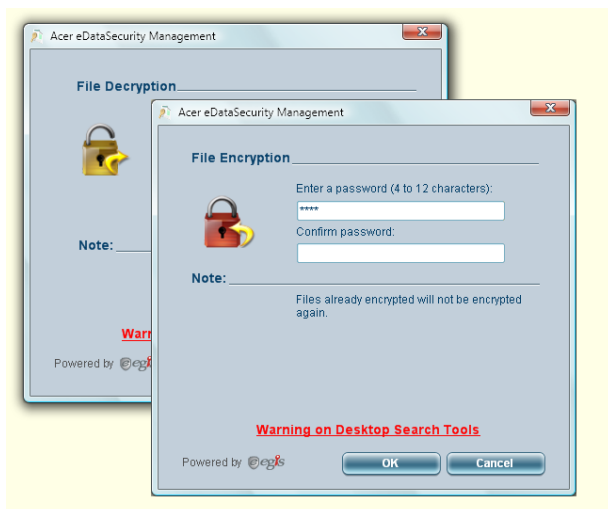 Acer eDataSecurity Management
File Decryption
Note:
Warn
Powered by egi
Acer eDataSecurity Management
File Encryption
Enter a password (4 to 12 characters):
****
Confirm password:
Note:
Files already encrypted will not be encrypted
again.
Warning on Desktop Search Tools
Powered by egis
OK
Cancel